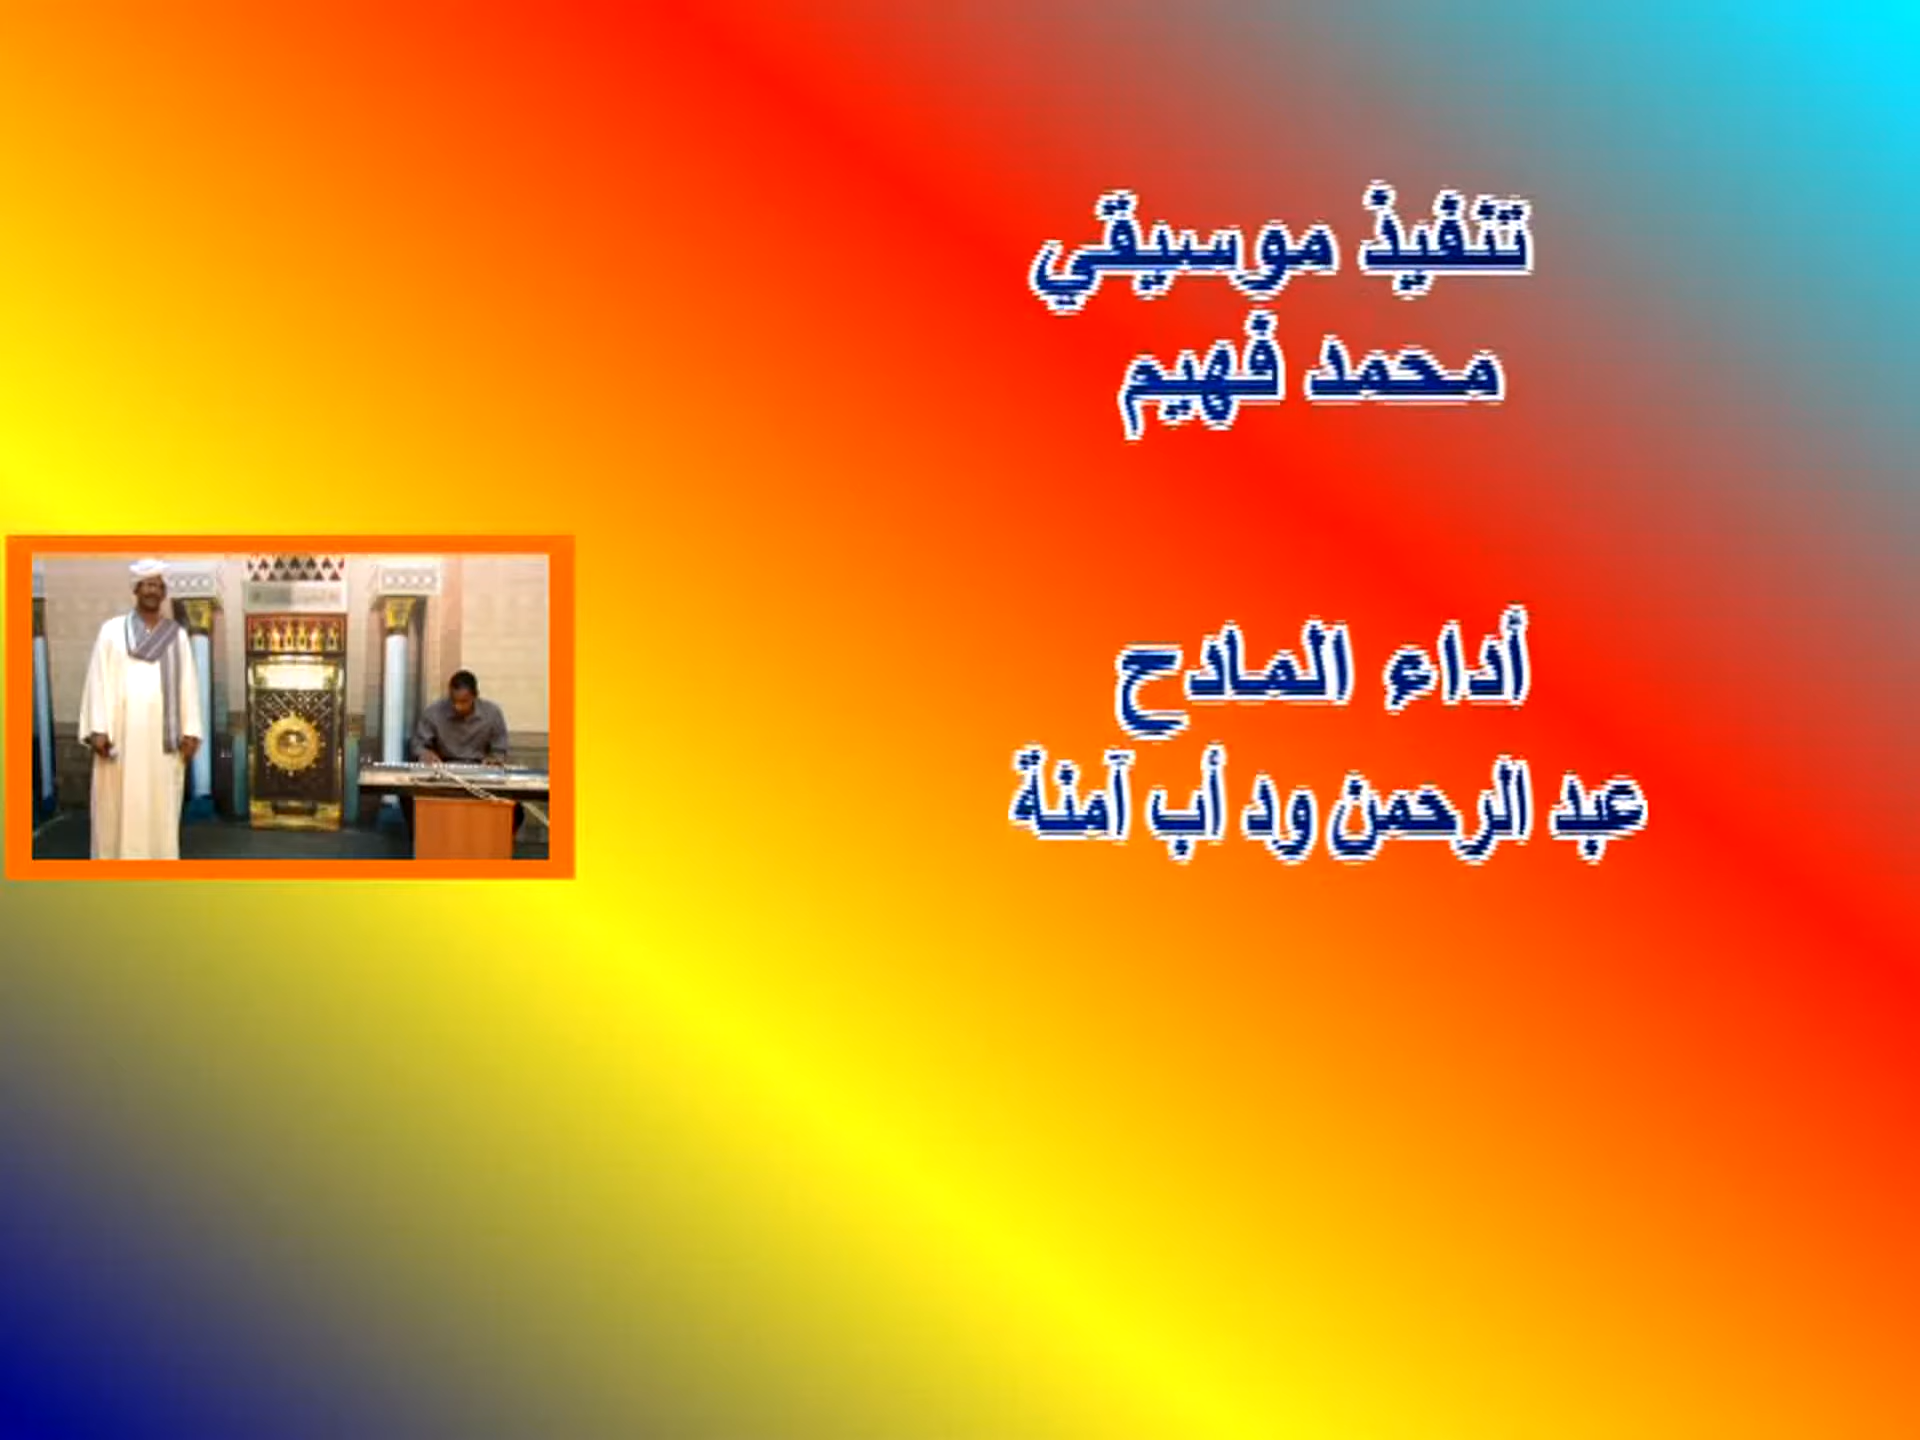 تنفيذ موسيقي
محمد فهيم
أداء المادح
عبد الرحمن ود أب آمنة